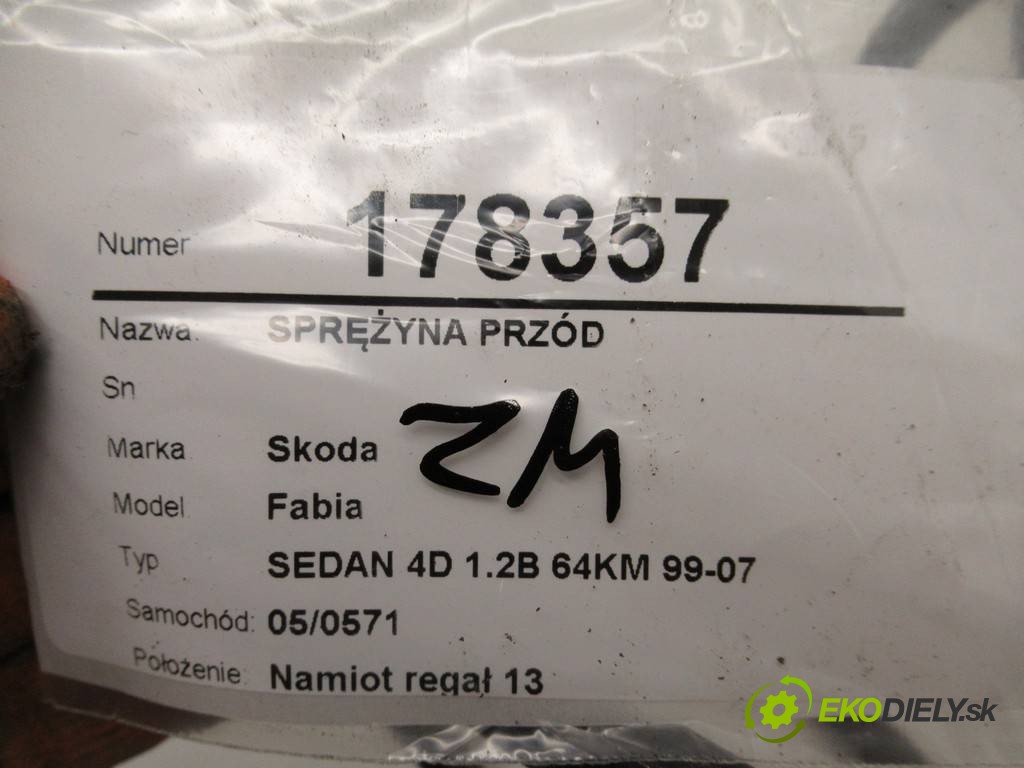 Numer 178357
Nazwa: SPRĘŻYNA PRZÓD
Sn
Marka Skoda
ZM
Model Fabia
Typ SEDAN 4D 1.2B 64KM 99-07
Samochód: 05/0571
Położenie: Namiot regał 13
EKODIELY.sk